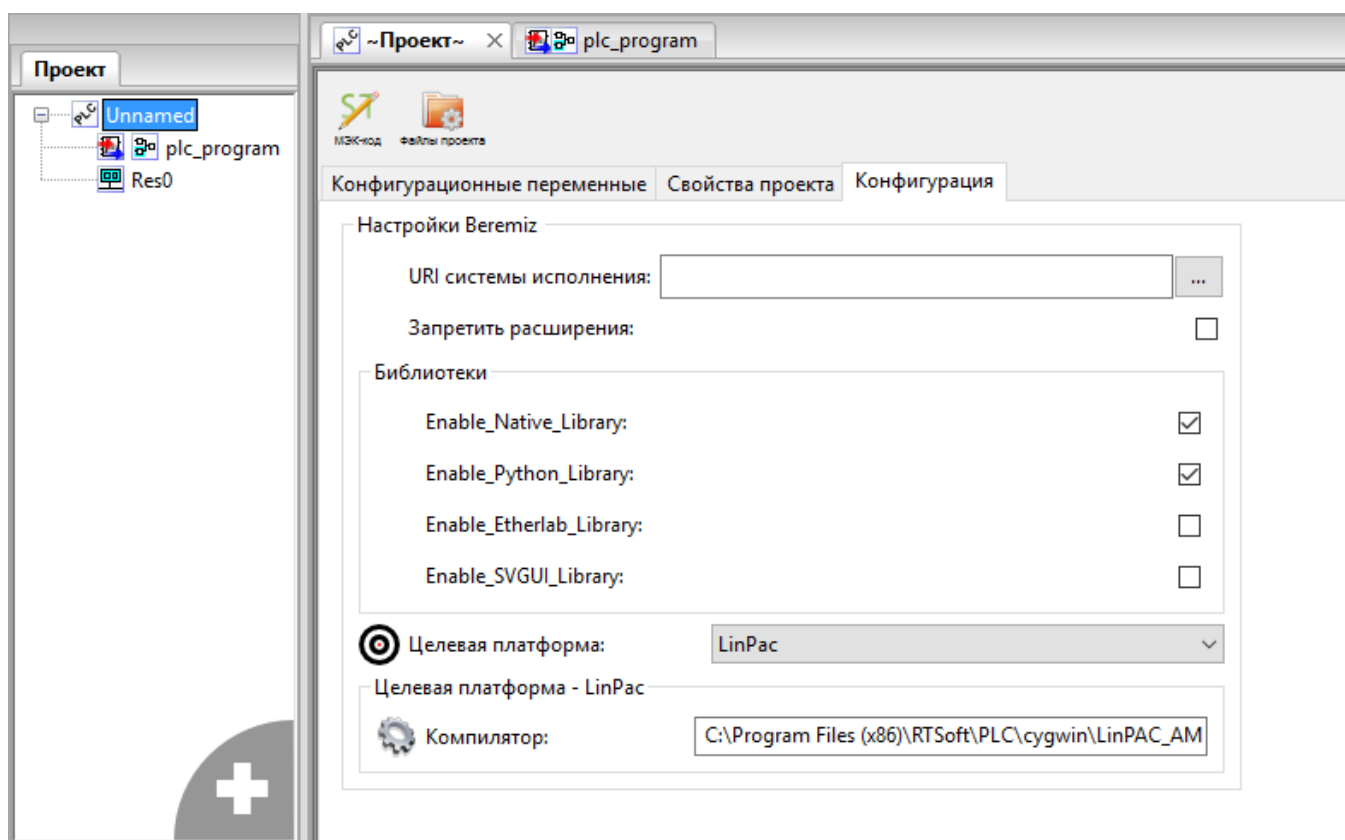 Проект
Unnamed
plc_program
Res0
~Проект~
plc_program
МЭК-код
Файлы проекта
Конфигурационные переменные
Свойства проекта
Конфигурация
Настройки Beremiz
URI системы исполнения:
...
Запретить расширения:
Библиотеки
Enable_Native_Library:
Enable_Python_Library:
Enable_Etherlab_Library:
Enable_SVGUI_Library:
Целевая платформа:
LinPac
Целевая платформа - LinPac
Компилятор:
C:\Program Files (x86)\RTSoft\PLC\cygwin\LinPAC_AM